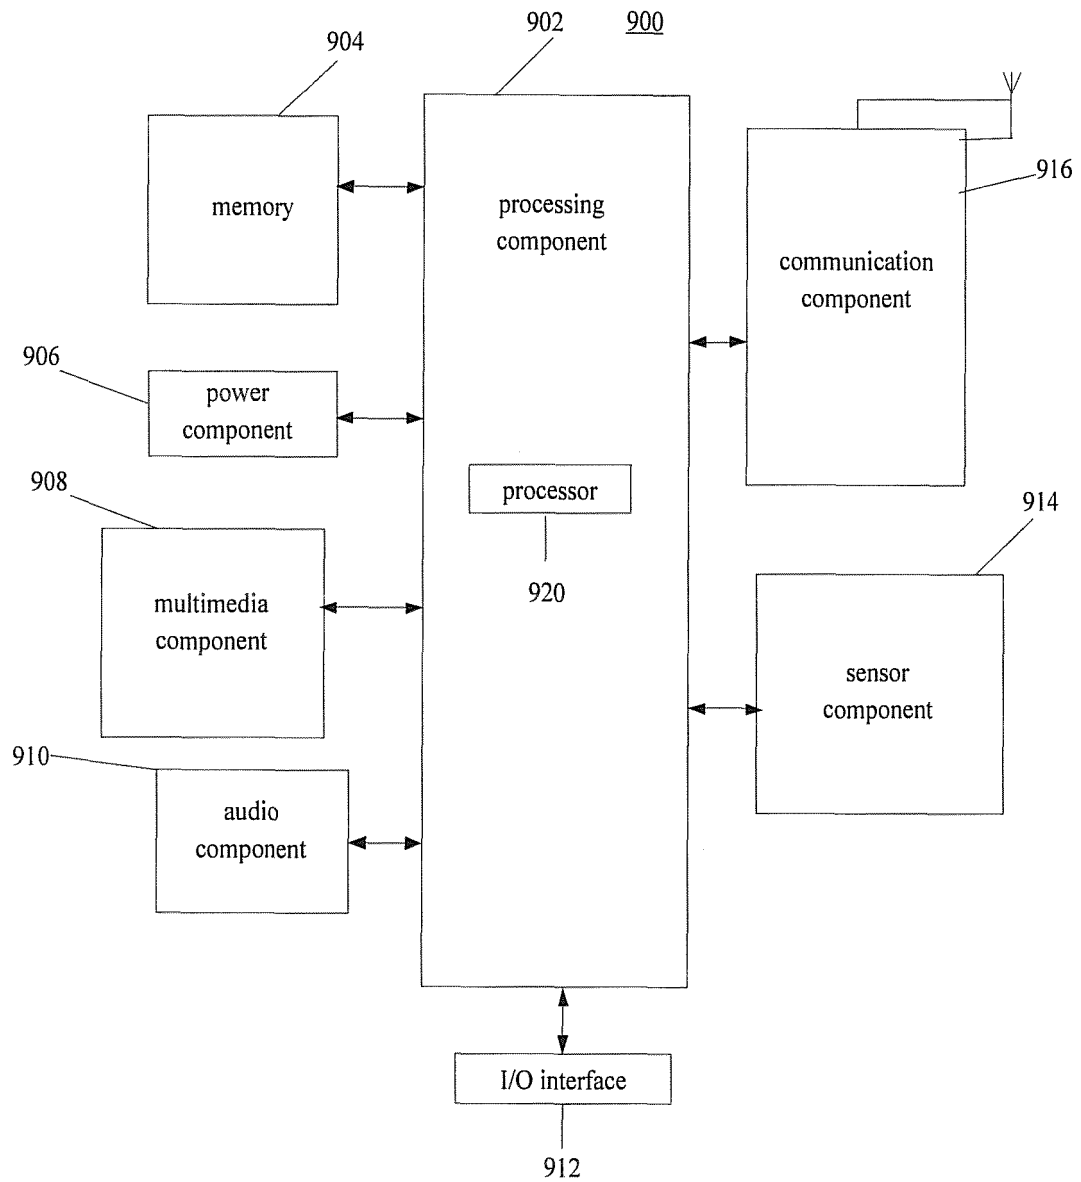 902
900
904
916
memory
processing
component
communication
component
906
power
component
908
processor
914
920
multimedia
component
sensor
component
910
audio
component
I/O interface
912